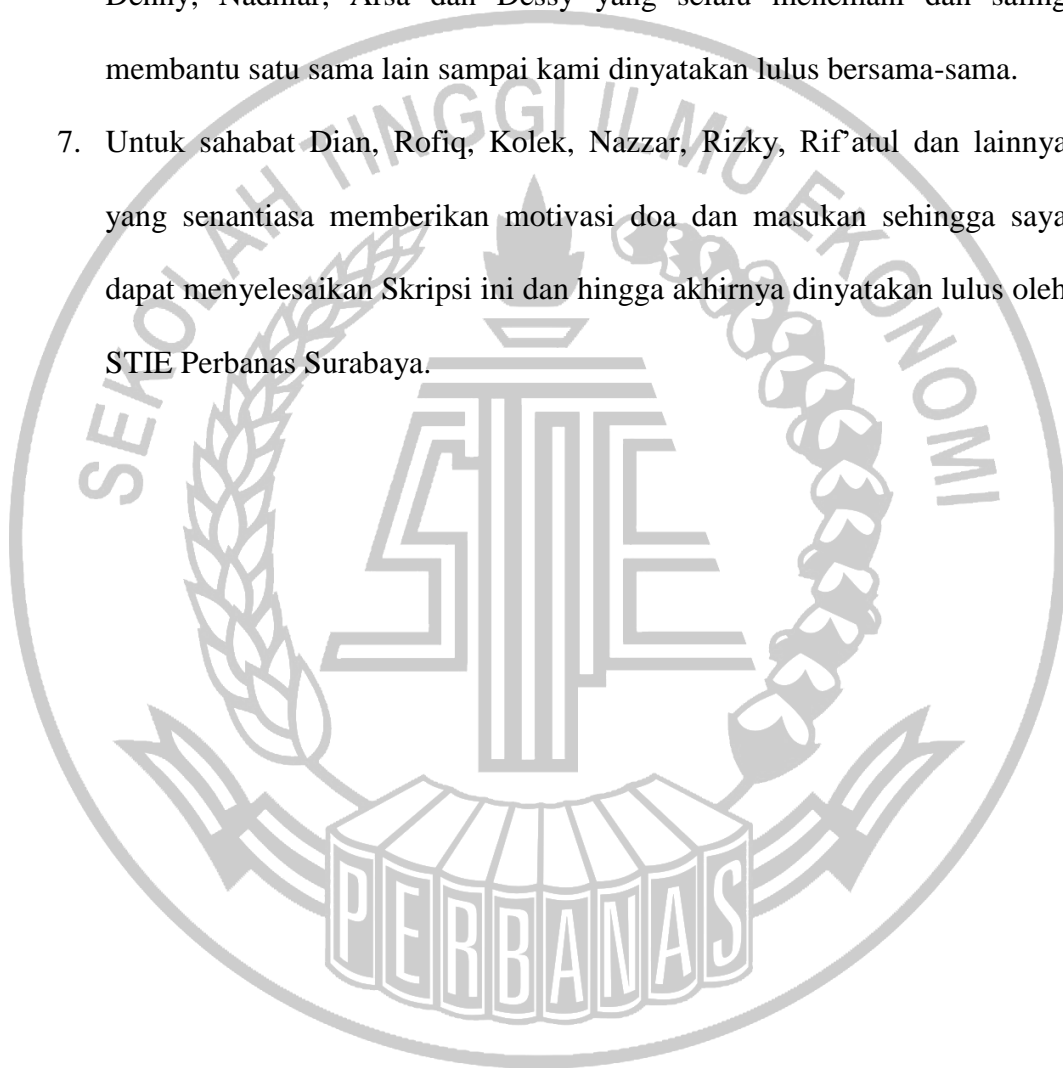 membantu satu sama lain sampai kami dinyatakan lulus bersama-sama.
7. Untuk sahabat Dian, Rofiq, Kolek, Nazzar, Rizky, Rif’atul dan lainnya
yang senantiasa memberikan motivasi doa dan masukan sehingga saya
dapat menyelesaikan Skripsi ini dan hingga akhirnya dinyatakan lulus oleh
STIE Perbanas Surabaya.
SEKOLAH TINGGI ILMU EKONOMI
STIE
PERBANAS